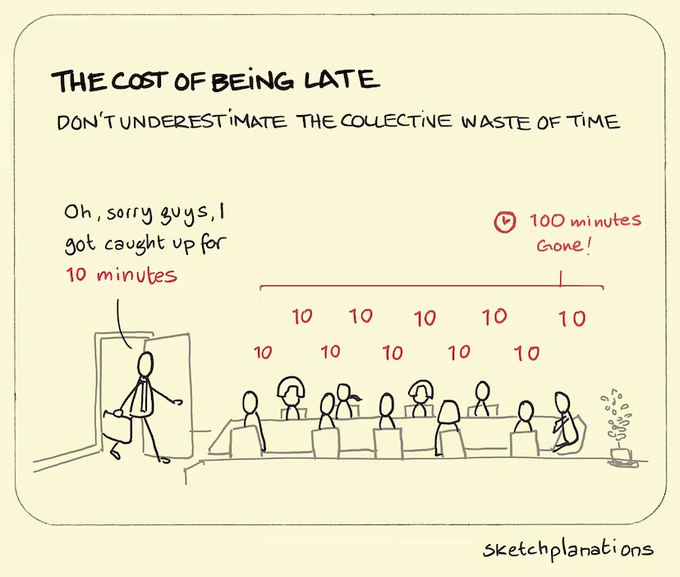 THE COST OF BEING LATE
DON'T UNDERESTIMATE THE COLLECTIVE WASTE OF TIME
Oh, sorry guys, I
got caught up for
10 minutes
100 minutes
Gone!
10 10 10 10 10
10 10 10 10 10
sketchplanations